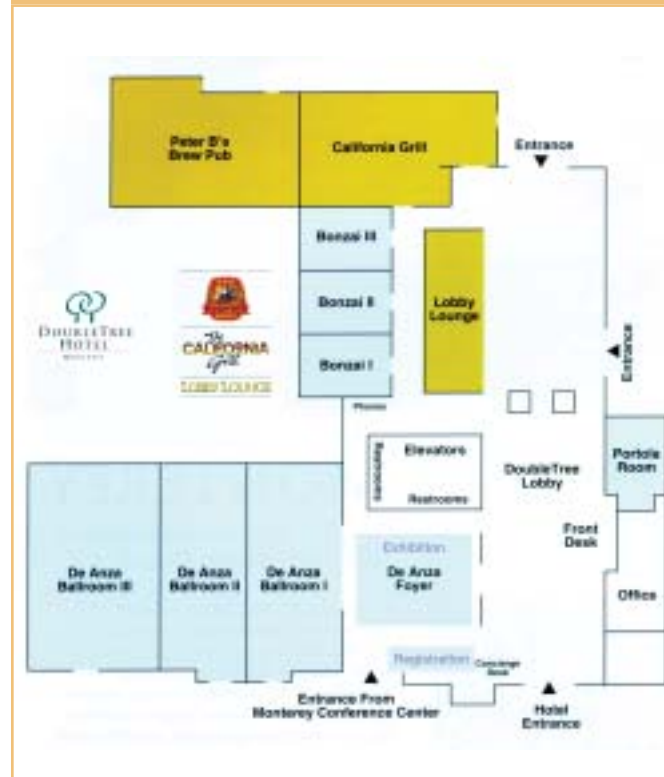 Peter B's
Brew Pub
California Grill
Entrance
Bonzai III
Bonzai II
Bonzai I
Lobby
Lounge
DOUBLETREE
HOTEL
The
CALIFORNIA
Grill
LOBBY LOUNGE
Entrance
Phones
Restrooms
Elevators
Restrooms
DoubleTree
Lobby
Portola
Room
Front
Desk
Exhibition
De Anza
Ballroom III
De Anza
Ballroom II
De Anza
Ballroom I
De Anza
Foyer
Office
Registration
Concierge
Desk
Entrance From
Monterey Conference Center
Hotel
Entrance